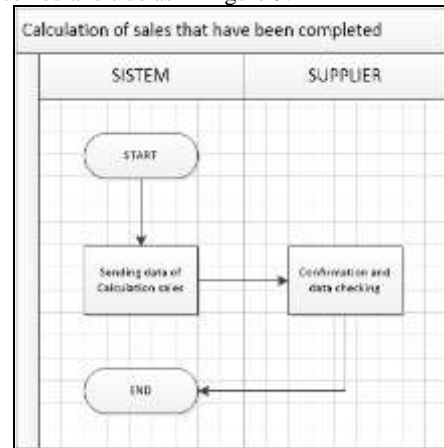 Calculation of sales that have been completed
SISTEM
SUPPLIER
START
Sending data of
Calculation sales
Confirmation and
data checking
END